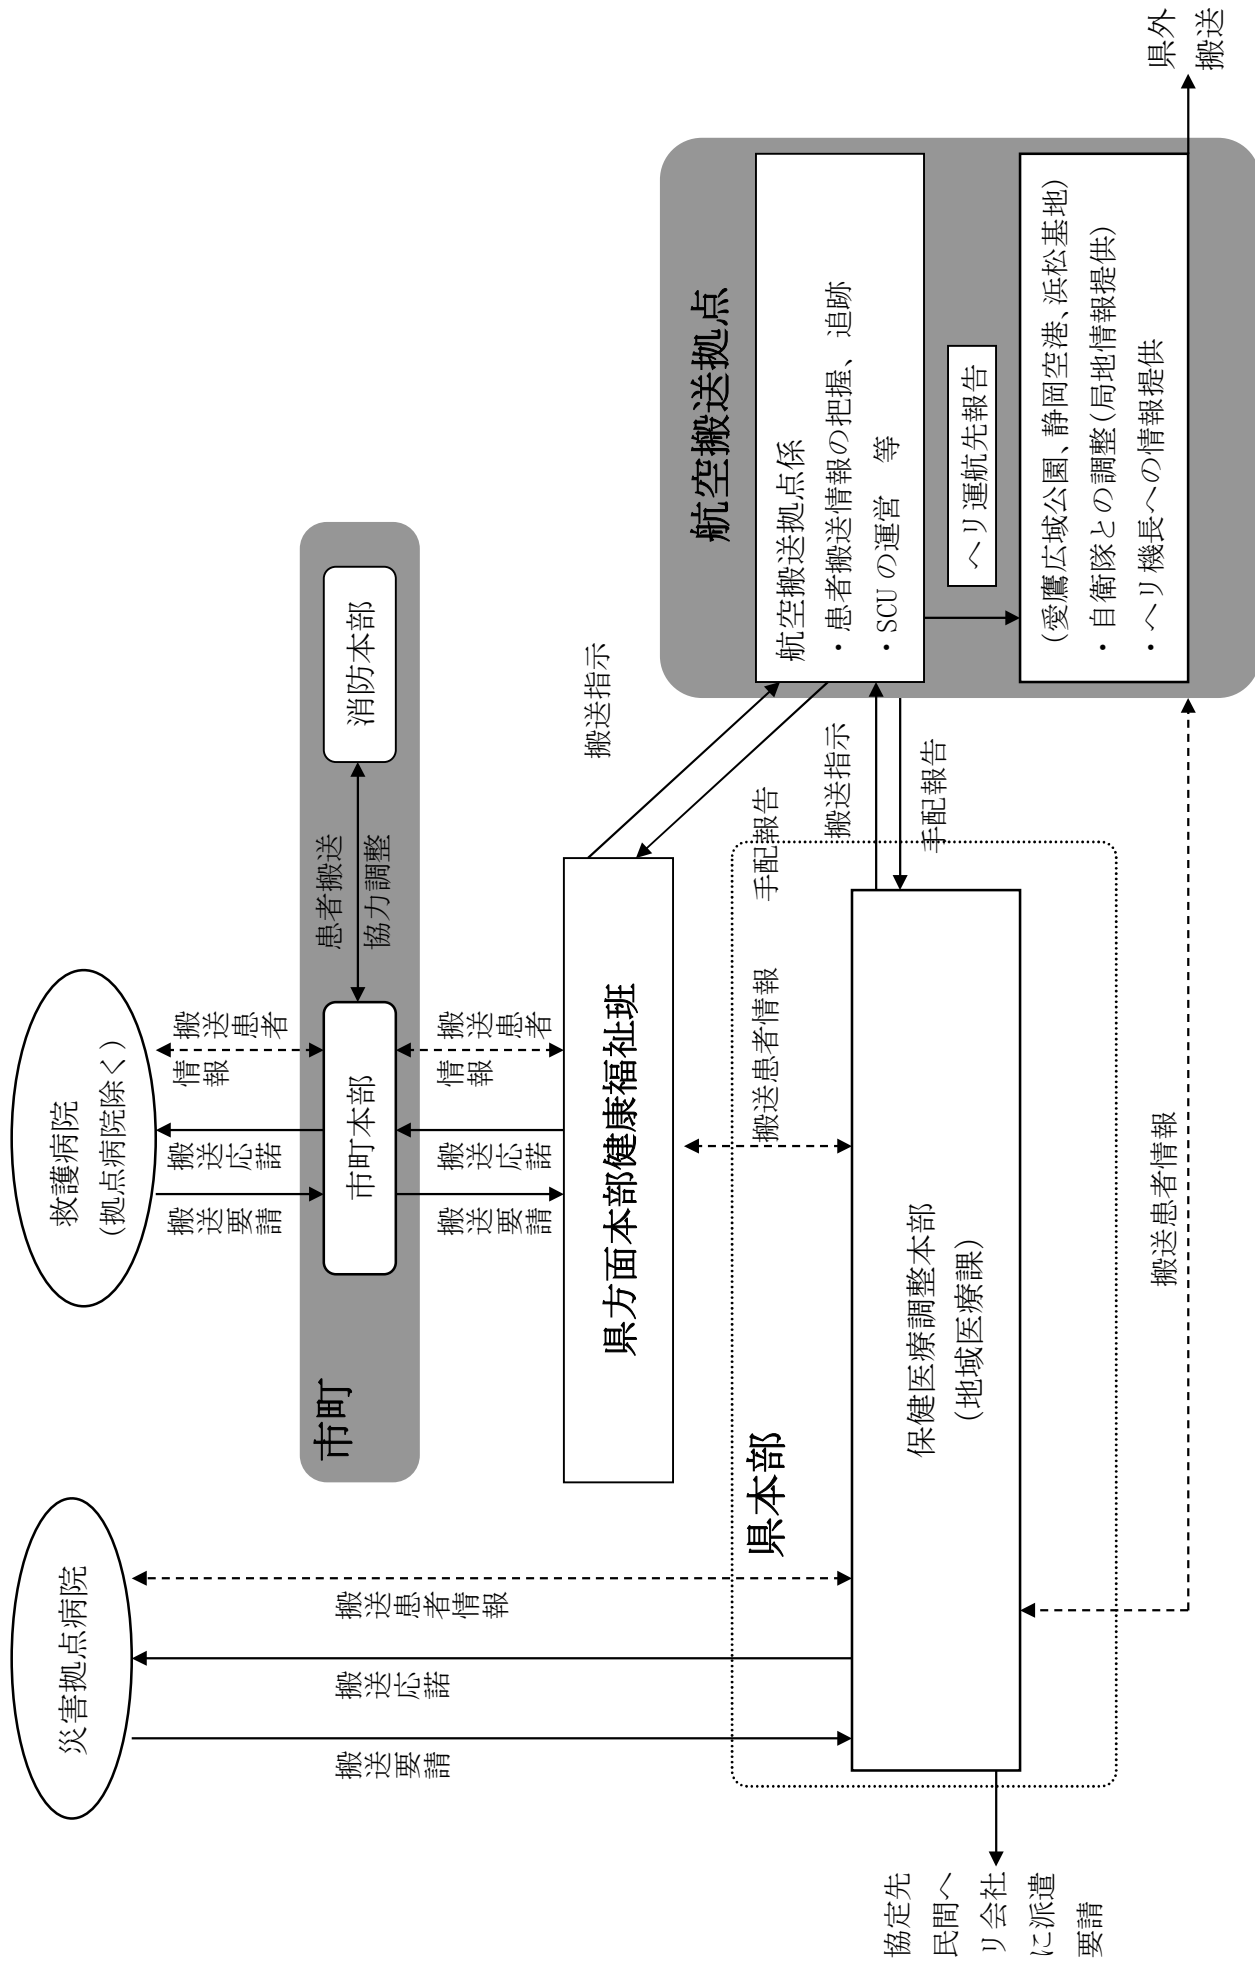 災害拠点病院
救護病院
(拠点病院除く)
搬送要請
搬送応諾
搬送患者情報
搬送要請
搬送応諾
搬送患者
情報
市町
市町本部
患者搬送
協力調整
消防本部
搬送要請
搬送応諾
搬送患者
情報
県方面本部健康福祉班
搬送指示
手配報告
搬送患者情報
県本部
保健医療調整本部
(地域医療課)
搬送指示
手配報告
航空搬送拠点
航空搬送拠点係
・患者搬送情報の把握、追跡
・SCU の運営　等
ヘリ運航先報告
(愛鷹広域公園、静岡空港、浜松基地)
・自衛隊との調整(局地情報提供)
・ヘリ機長への情報提供
県外
搬送
搬送患者情報
協定先
民間ヘ
リ会社
に派遣
要請